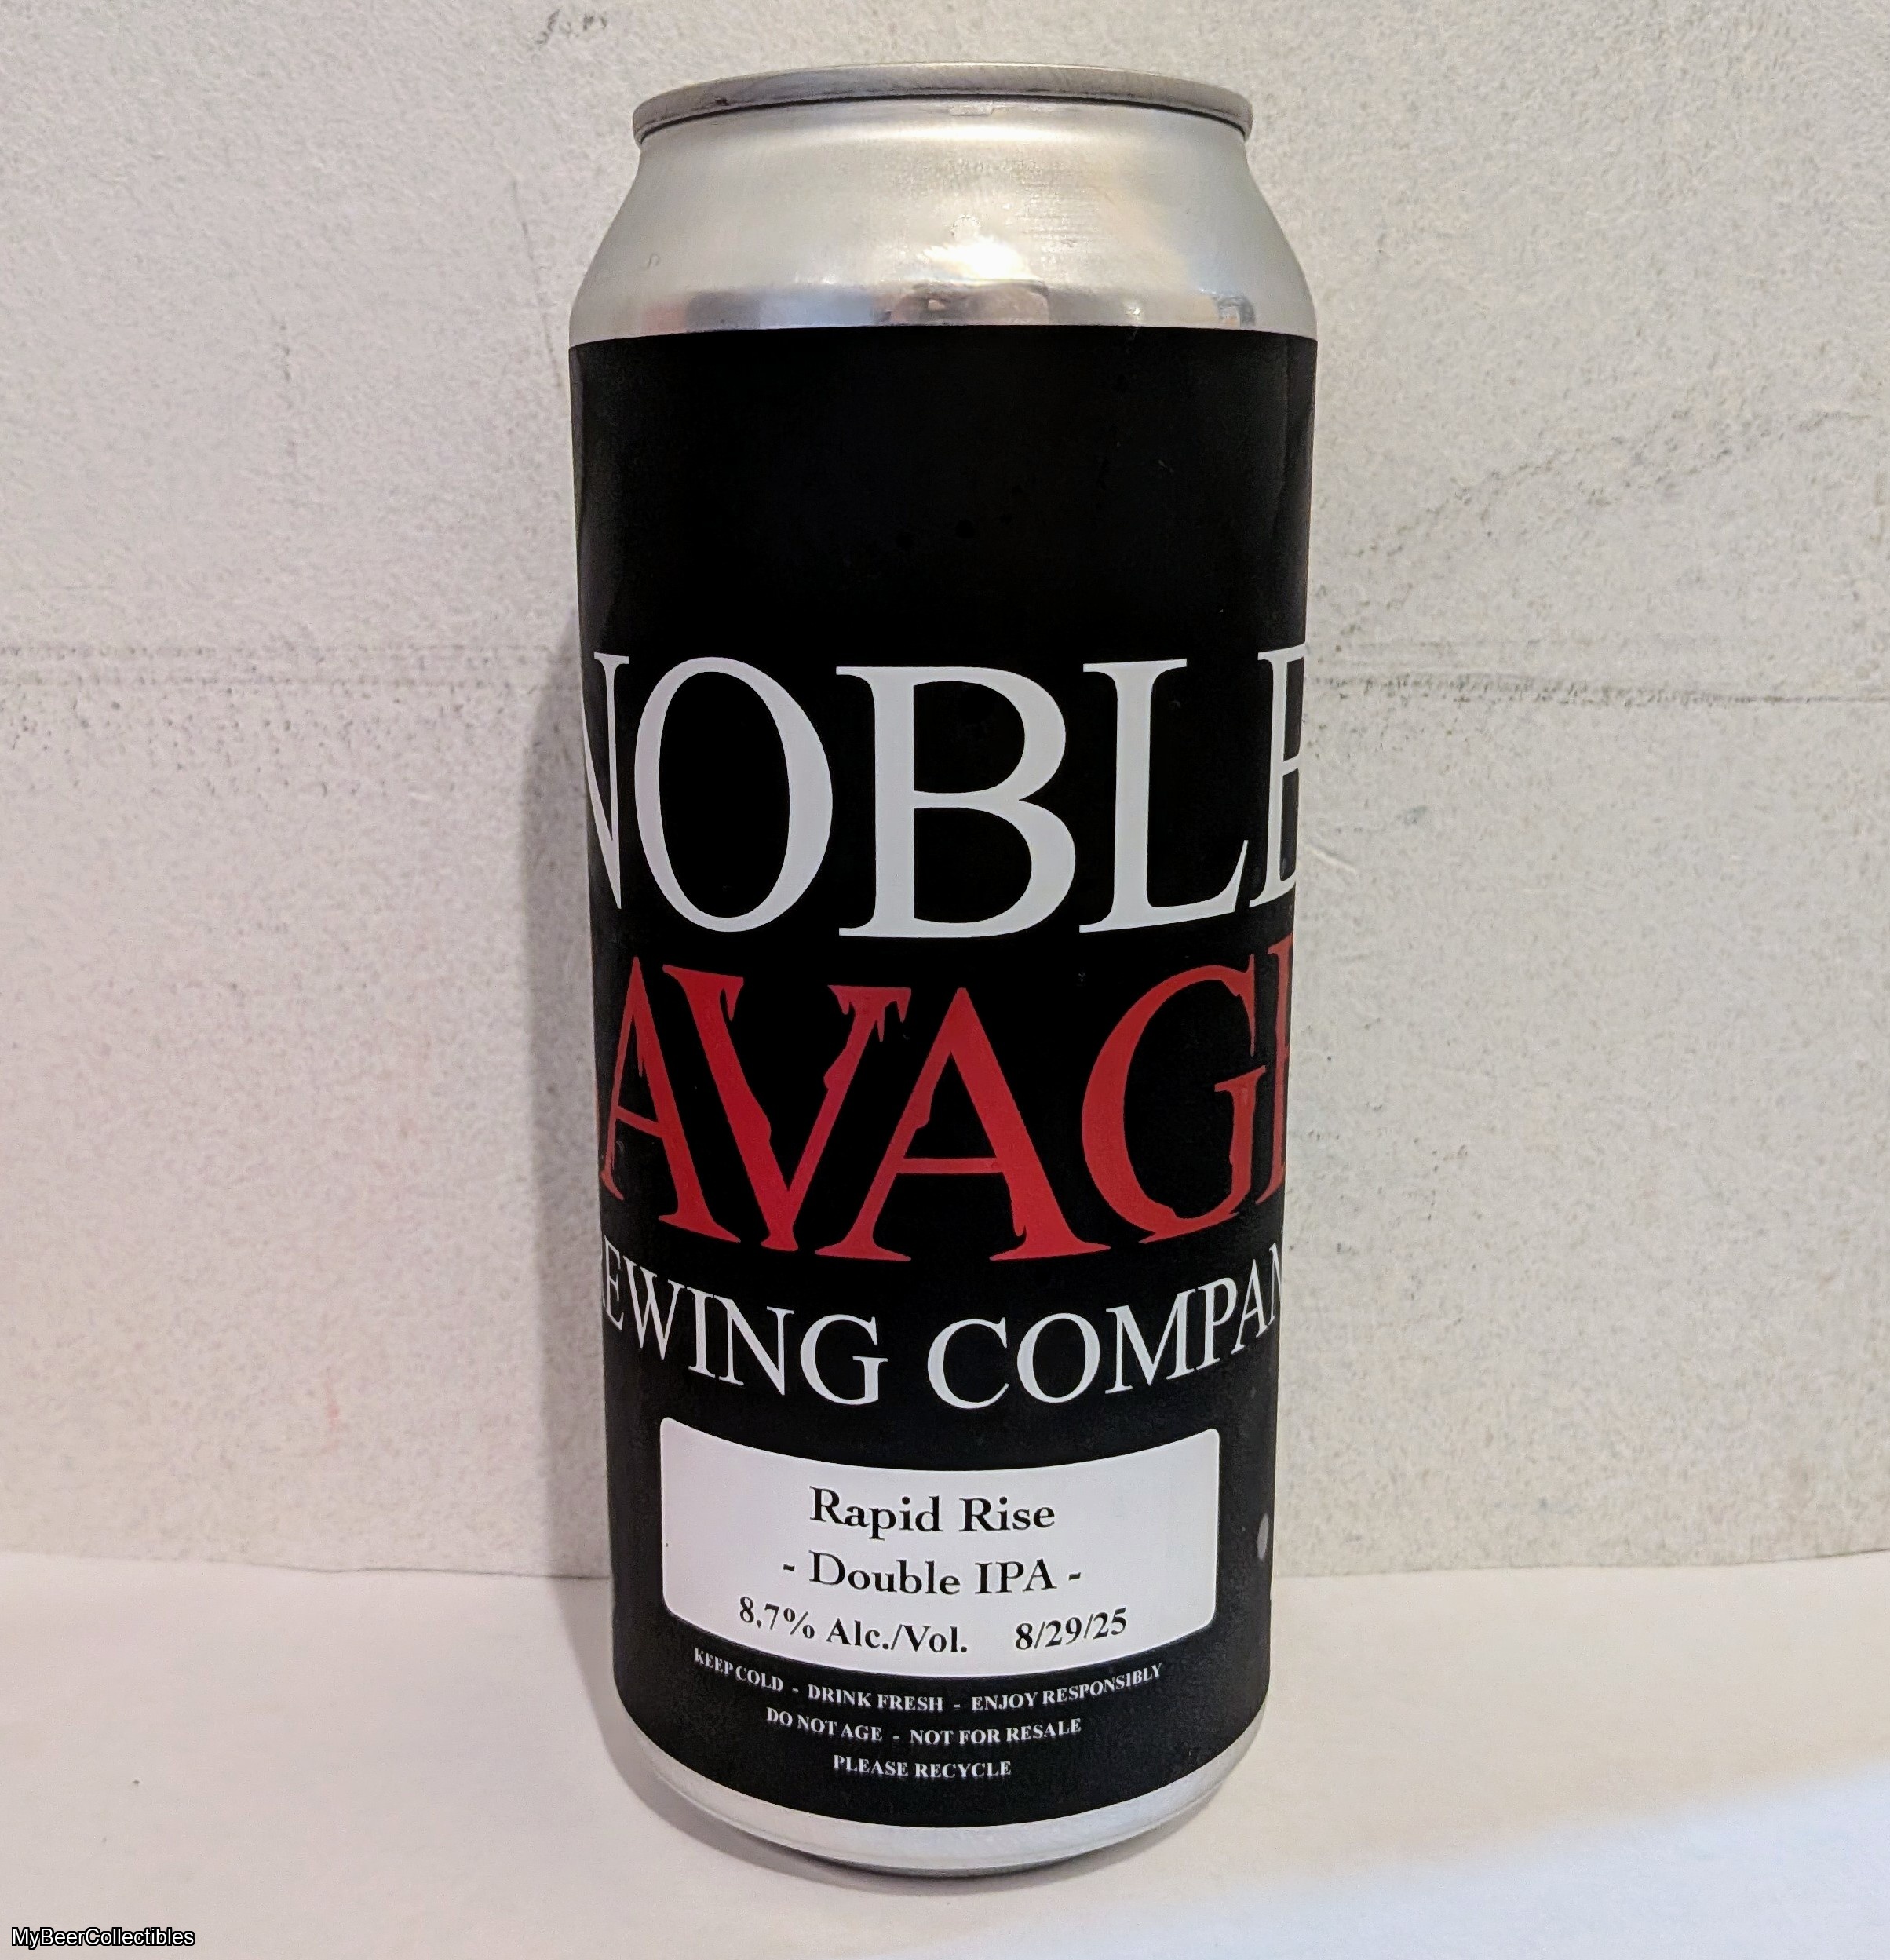 NOBLE
AVAGE
EWING COMPAN
Rapid Rise
- Double IPA -
8.7% Alc./Vol. 8/29/25
KEEP COLD - DRINK FRESH - ENJOY RESPONSIBLY
DO NOT AGE - NOT FOR RESALE
PLEASE RECYCLE
MyBeerCollectibles